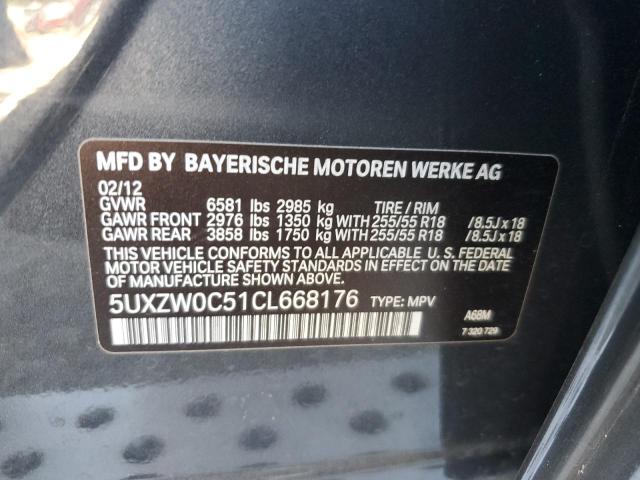 MFD BY BAYERISCHE MOTOREN WERKE AG
02/12
GVWR 6581 lbs 2985 kg TIRE / RIM
GAWR FRONT 2976 lbs 1350 kg WITH 255/55 R18 /8.5J x 18
GAWR REAR 3858 lbs 1750 kg WITH 255/55 R18 /8.5J x 18
THIS VEHICLE CONFORMS TO ALL APPLICABLE U. S. FEDERAL
MOTOR VEHICLE SAFETY STANDARDS IN EFFECT ON THE DATE
OF MANUFACTURE SHOWN ABOVE.
5UXZW0C51CL668176 TYPE: MPV
A68M
7 320 729